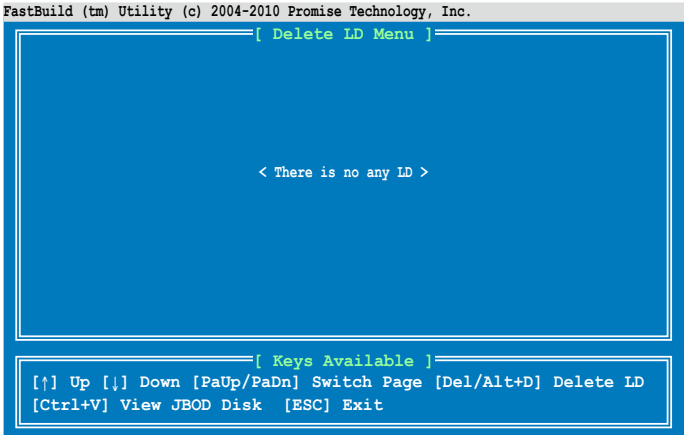 FastBuild (tm) Utility (c) 2004-2010 Promise Technology, Inc.
[ Delete LD Menu ]
< There is no any LD >
[ Keys Available ]
[↑] Up [↓] Down [PaUp/PaDn] Switch Page [Del/Alt+D] Delete LD
[Ctrl+V] View JBOD Disk [ESC] Exit